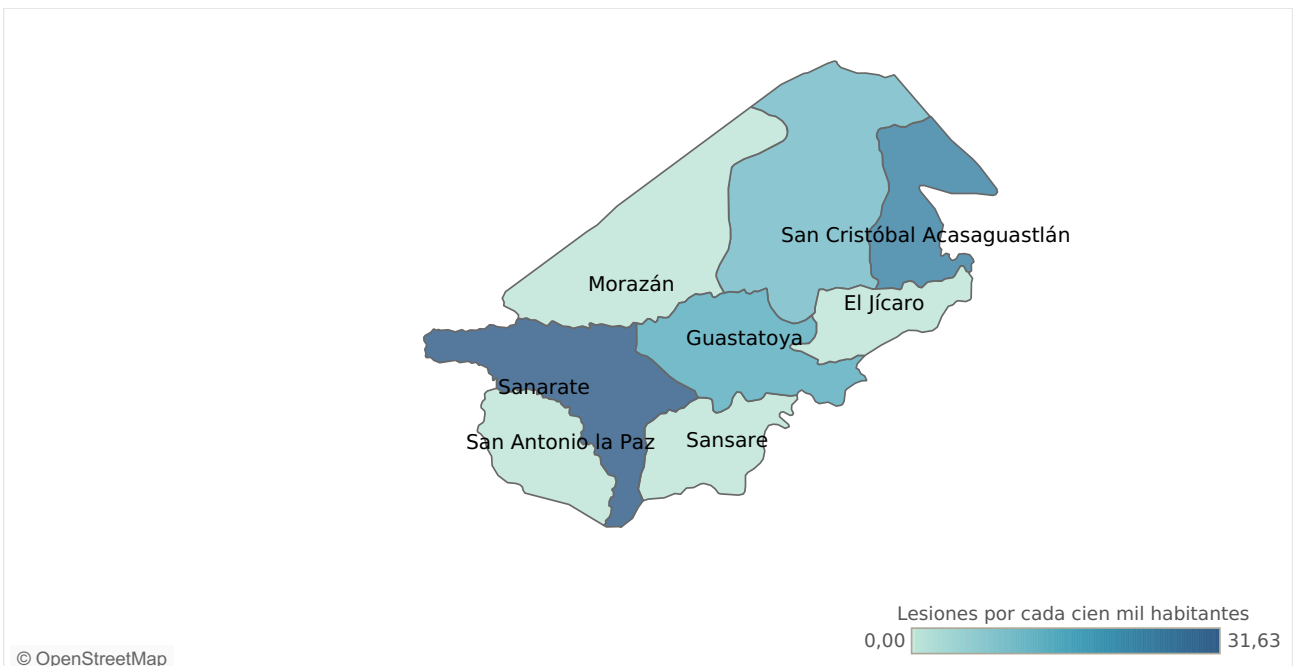 San Cristóbal Acasaguastlán
Morazán
El Jícaro
Guastatoya
Sanarate
San Antonio la Paz
Sansare
Lesiones por cada cien mil habitantes
0,00
31,63
© OpenStreetMap